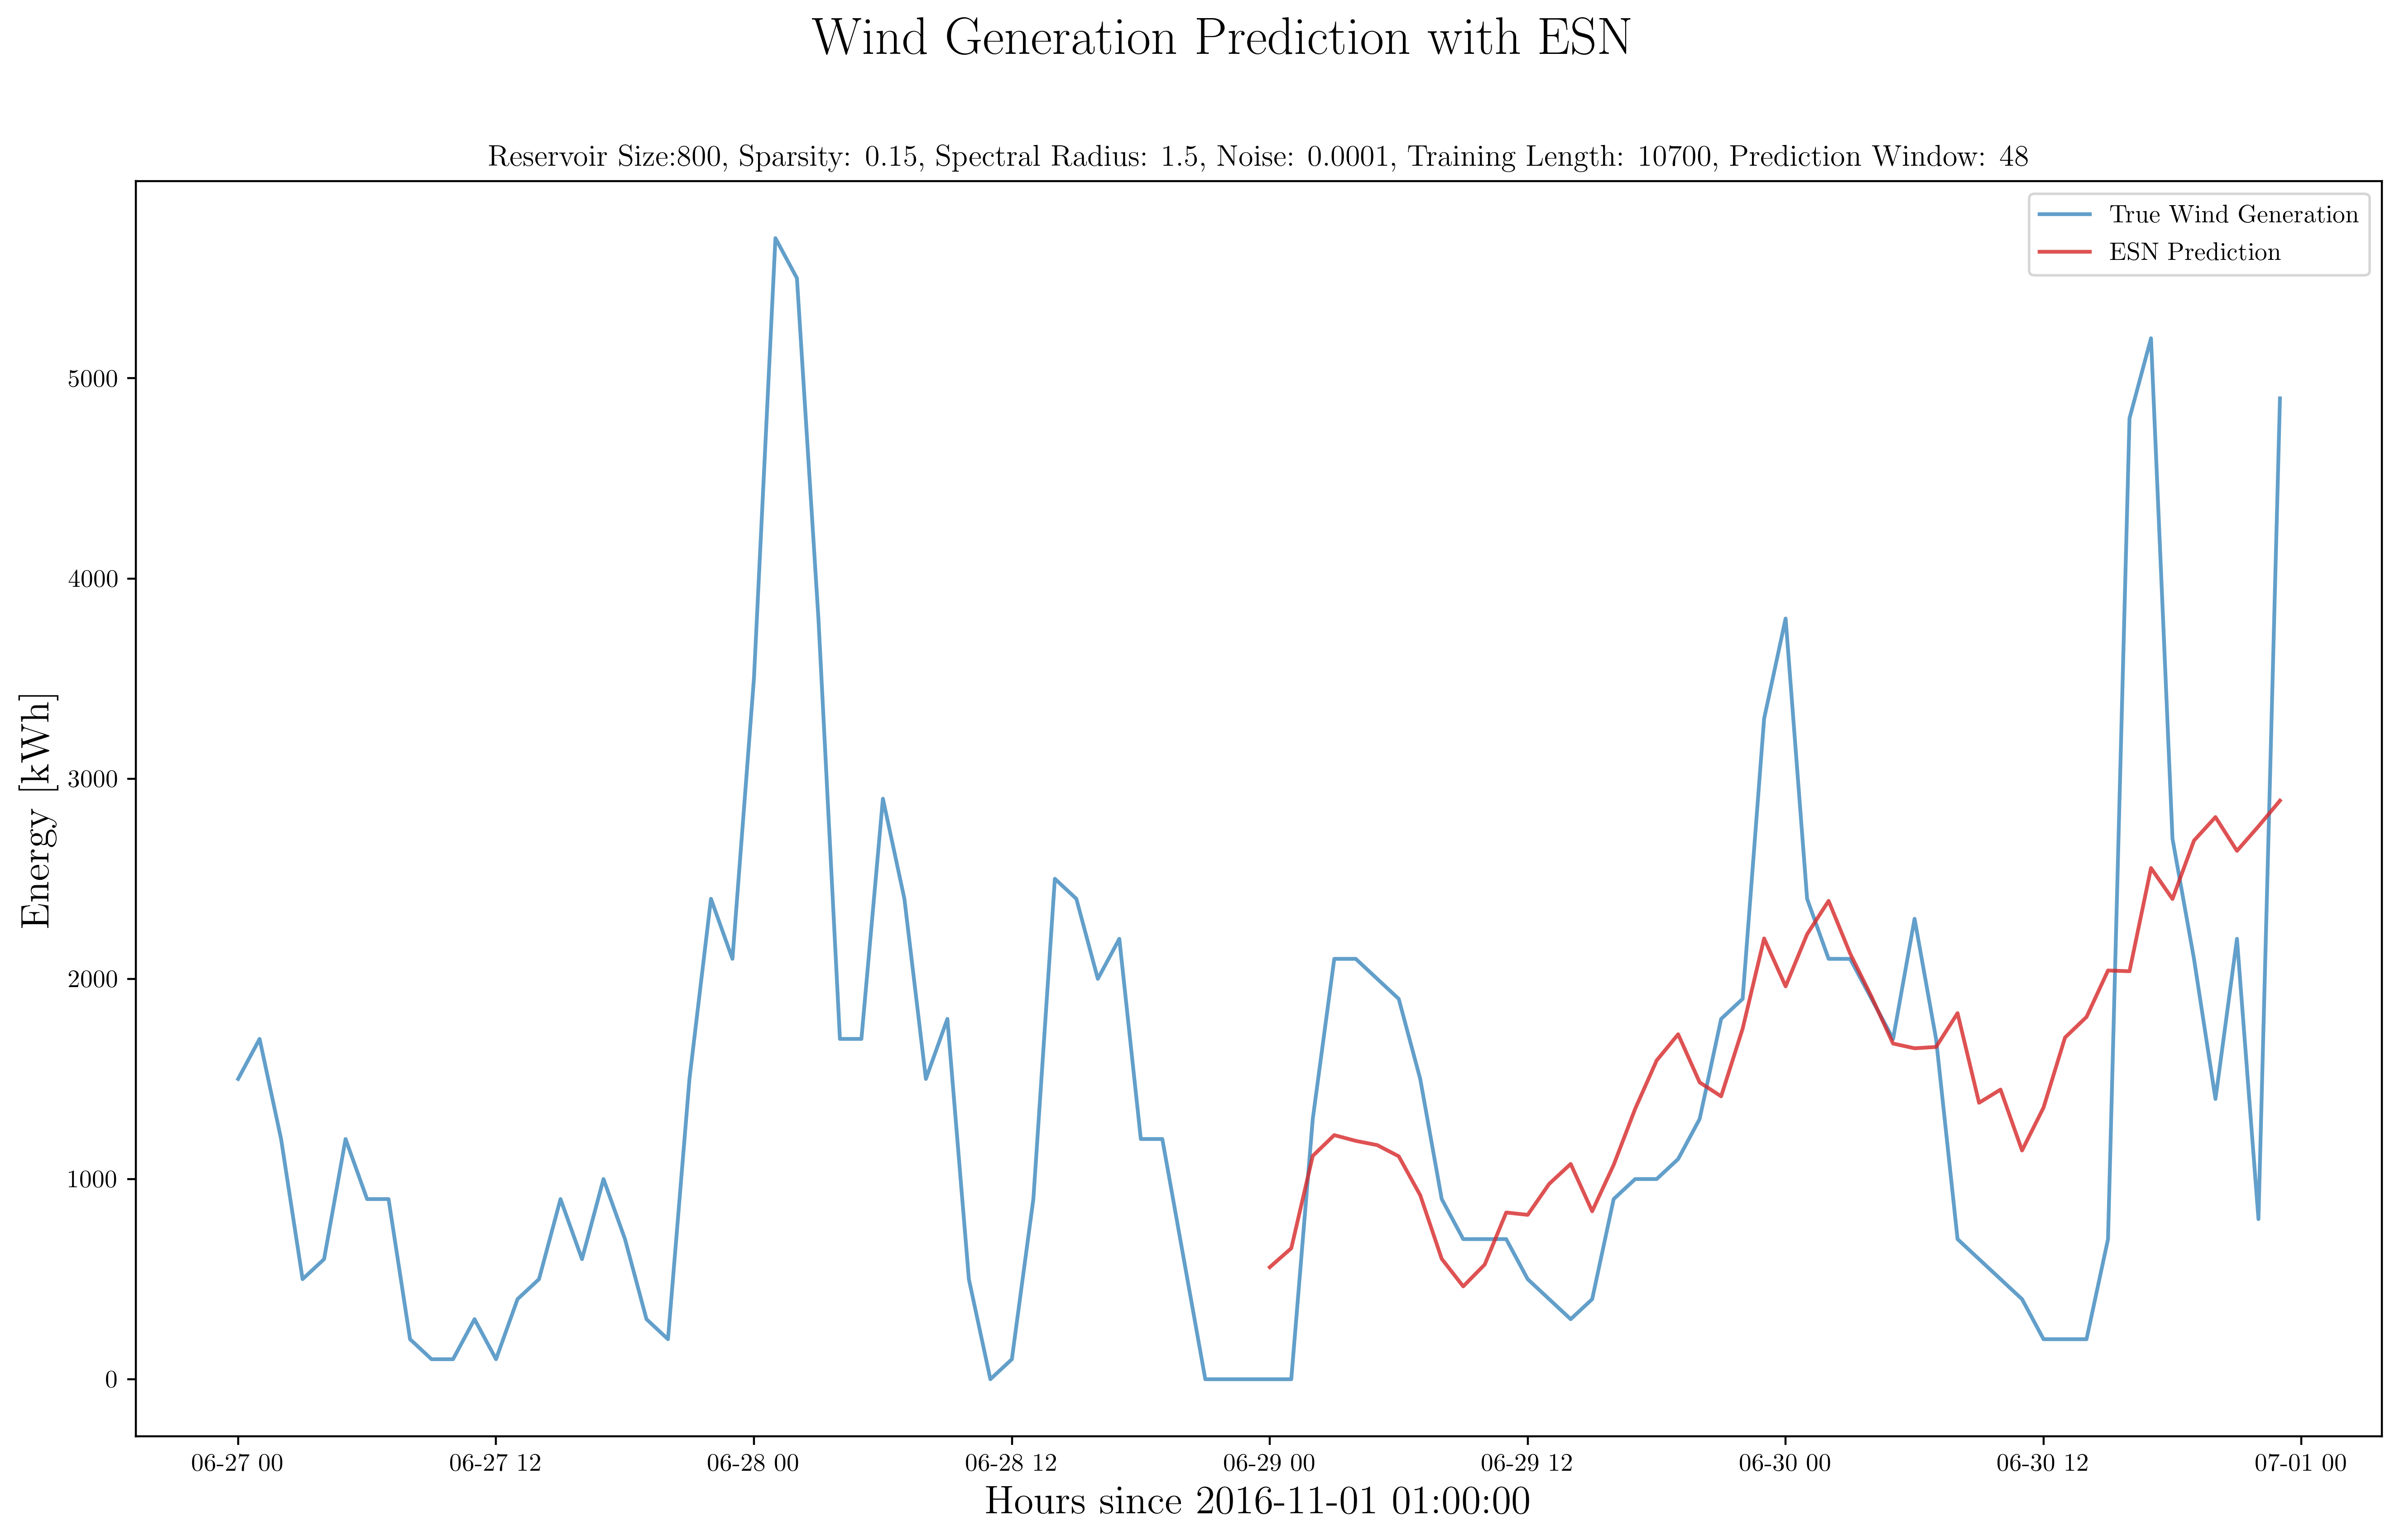 Wind Generation Prediction with ESN
Reservoir Size:800, Sparsity: 0.15, Spectral Radius: 1.5, Noise: 0.0001, Training Length: 10700, Prediction Window: 48
True Wind Generation
ESN Prediction
Energy [kWh]
5000
4000
3000
2000
1000
0
06-27 00 06-27 12 06-28 00 06-28 12 06-29 00 06-29 12 06-30 00 06-30 12 07-01 00
Hours since 2016-11-01 01:00:00